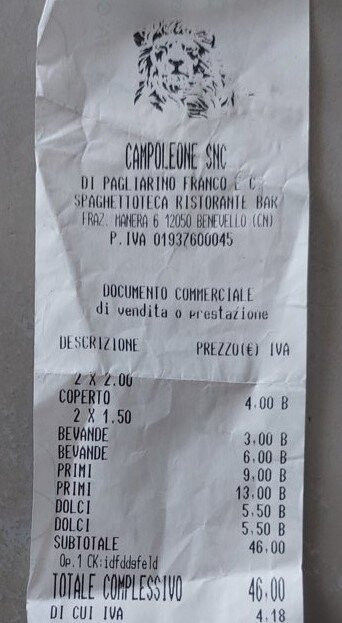 CAMPOLEONE SNC
DI PAGLIARINO FRANCO E C
SPAGHETTOTECA RISTORANTE BAR
FRAZ. MANERA 6 12050 BENEVELLO (CN)
P.IVA 01937600045
DOCUMENTO COMMERCIALE
di vendita o prestazione
DESCRIZIONE PREZZO(€) IVA
2 X 2.00
COPERTO 4,00 B
2 X 1.50
BEVANDE 3,00 B
BEVANDE 6,00 B
PRIMI 9,00 B
PRIMI 13,00 B
DOLCI 5,50 B
DOLCI 5,50 B
SUBTOTALE 46,00
Op.1 CK:idfddgfeld
TOTALE COMPLESSIVO 46,00
DI CUI IVA 4,18